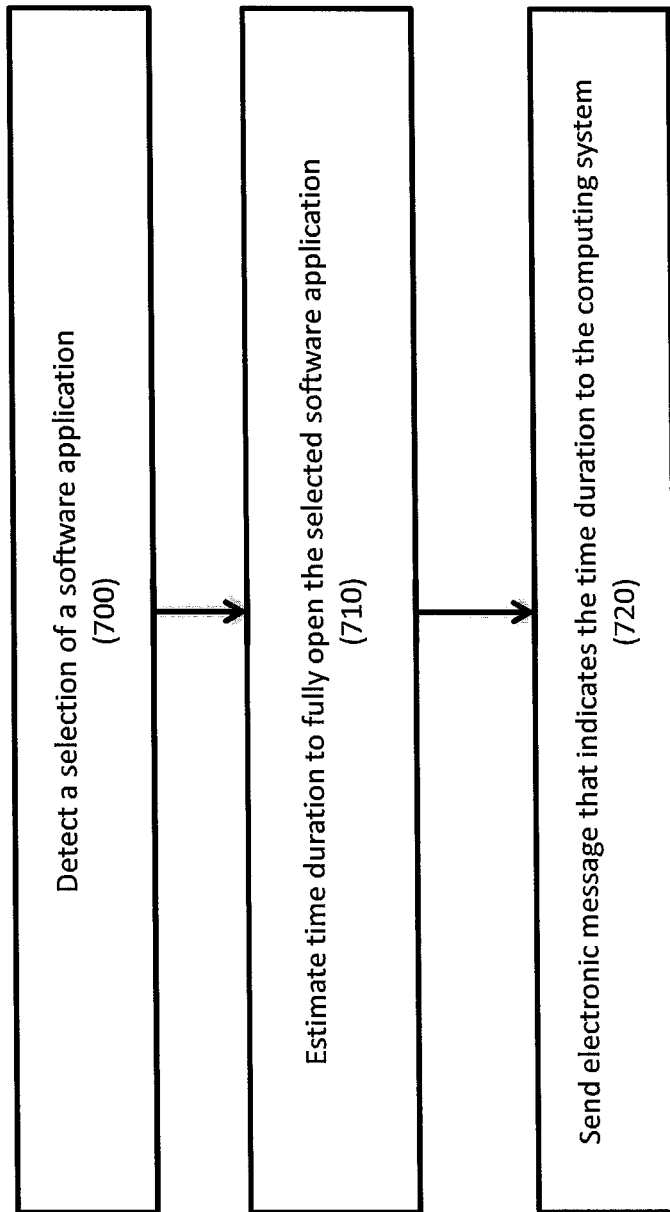 Detect a selection of a software application
(700)
Estimate time duration to fully open the selected software application
(710)
Send electronic message that indicates the time duration to the computing system
(720)